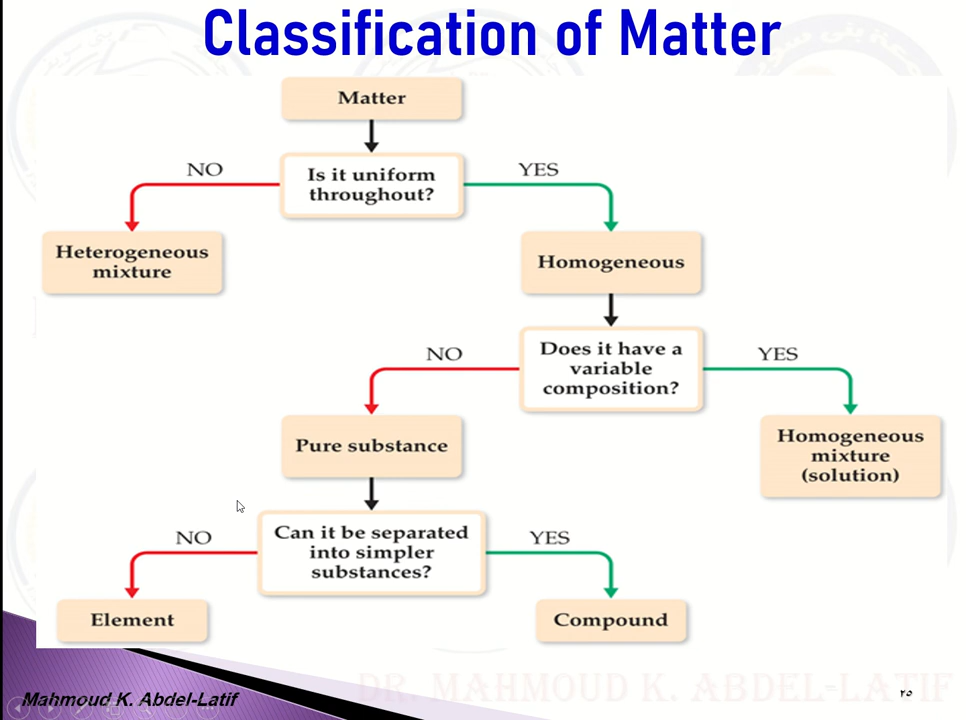 Classification of Matter
Matter
NO
YES
Is it uniform
throughout?
Heterogeneous
mixture
Homogeneous
NO
YES
Does it have a
variable
composition?
Pure substance
Homogeneous
mixture
(solution)
NO
YES
Can it be separated
into simpler
substances?
Element
Compound
Mahmoud K. Abdel-Latif
DR. MAHMOUD K. ABDEL-LATIF
٢٥